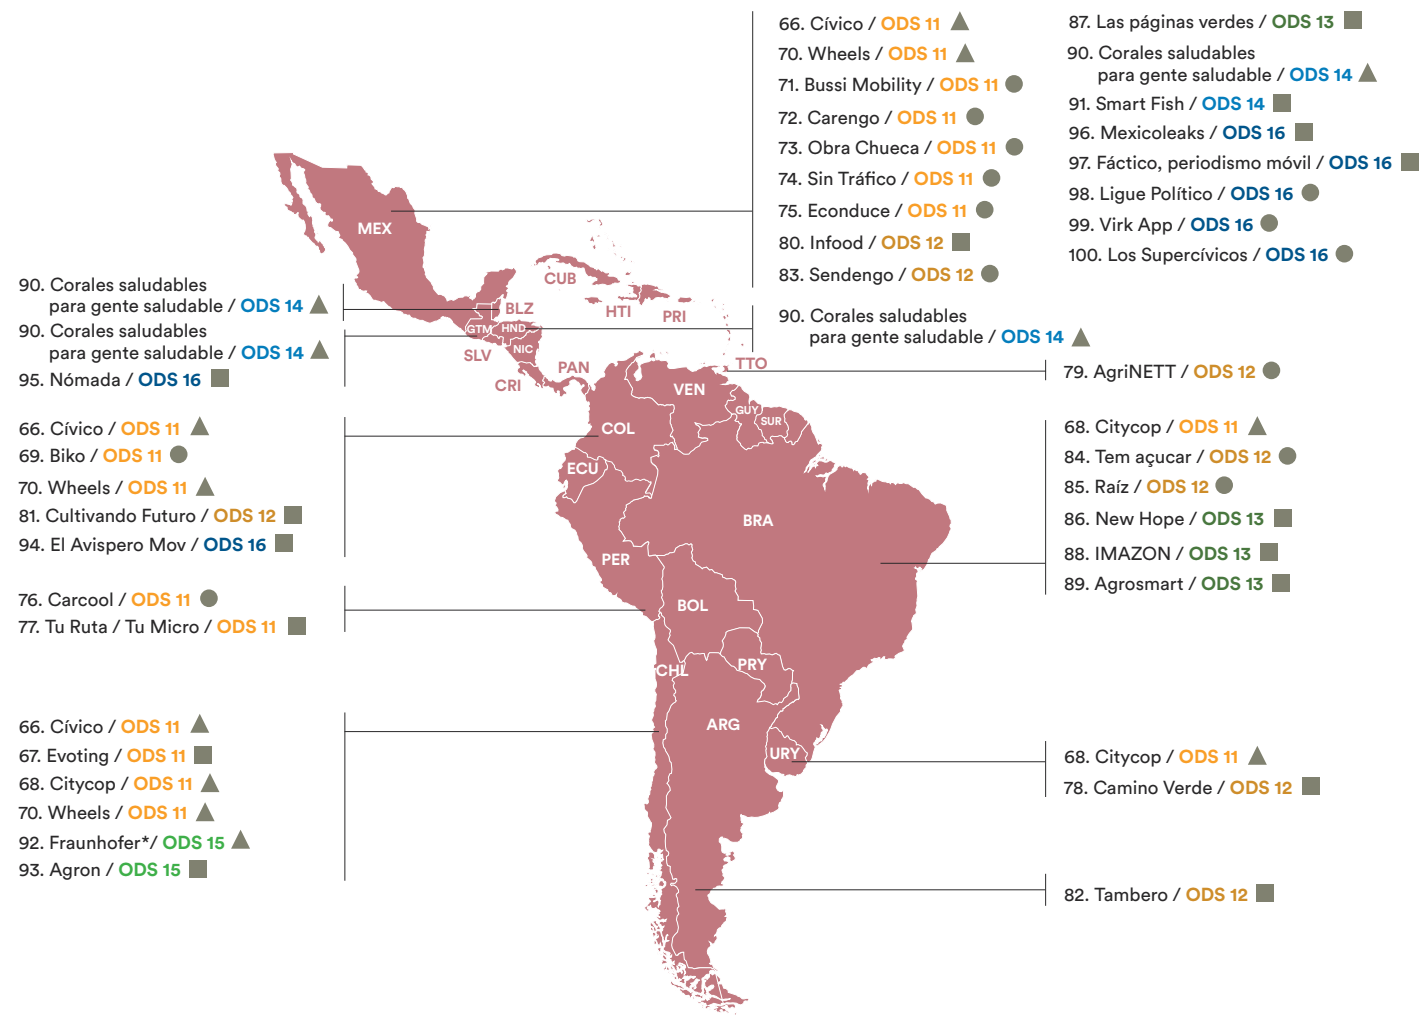 66. Cívico / ODS 11
70. Wheels / ODS 11
71. Bussi Mobility / ODS 11
72. Carengo / ODS 11
73. Obra Chueca / ODS 11
74. Sin Tráfico / ODS 11
75. Econduce / ODS 11
80. Infood / ODS 12
83. Sendengo / ODS 12
87. Las páginas verdes / ODS 13
90. Corales saludables
para gente saludable / ODS 14
91. Smart Fish / ODS 14
96. Mexicoleaks / ODS 16
97. Fáctico, periodismo móvil / ODS 16
98. Ligue Político / ODS 16
99. Virk App / ODS 16
100. Los Supercívicos / ODS 16
90. Corales saludables
para gente saludable / ODS 14
90. Corales saludables
para gente saludable / ODS 14
95. Nómada / ODS 16
90. Corales saludables
para gente saludable / ODS 14
79. AgriNETT / ODS 12
66. Cívico / ODS 11
69. Biko / ODS 11
70. Wheels / ODS 11
81. Cultivando Futuro / ODS 12
94. El Avispero Mov / ODS 16
68. Citycop / ODS 11
84. Tem açucar / ODS 12
85. Raíz / ODS 12
86. New Hope / ODS 13
88. IMAZON / ODS 13
89. Agrosmart / ODS 13
76. Carcool / ODS 11
77. Tu Ruta / Tu Micro / ODS 11
66. Cívico / ODS 11
67. Evoting / ODS 11
68. Citycop / ODS 11
70. Wheels / ODS 11
92. Fraunhofer*/ ODS 15
93. Agron / ODS 15
68. Citycop / ODS 11
78. Camino Verde / ODS 12
82. Tambero / ODS 12
MEX
CUB
BLZ
HTI
PRI
GTM
HND
SLV
NIC
CRI
PAN
TTO
VEN
GUY
SUR
COL
ECU
BRA
PER
BOL
CHL
PRY
ARG
URY